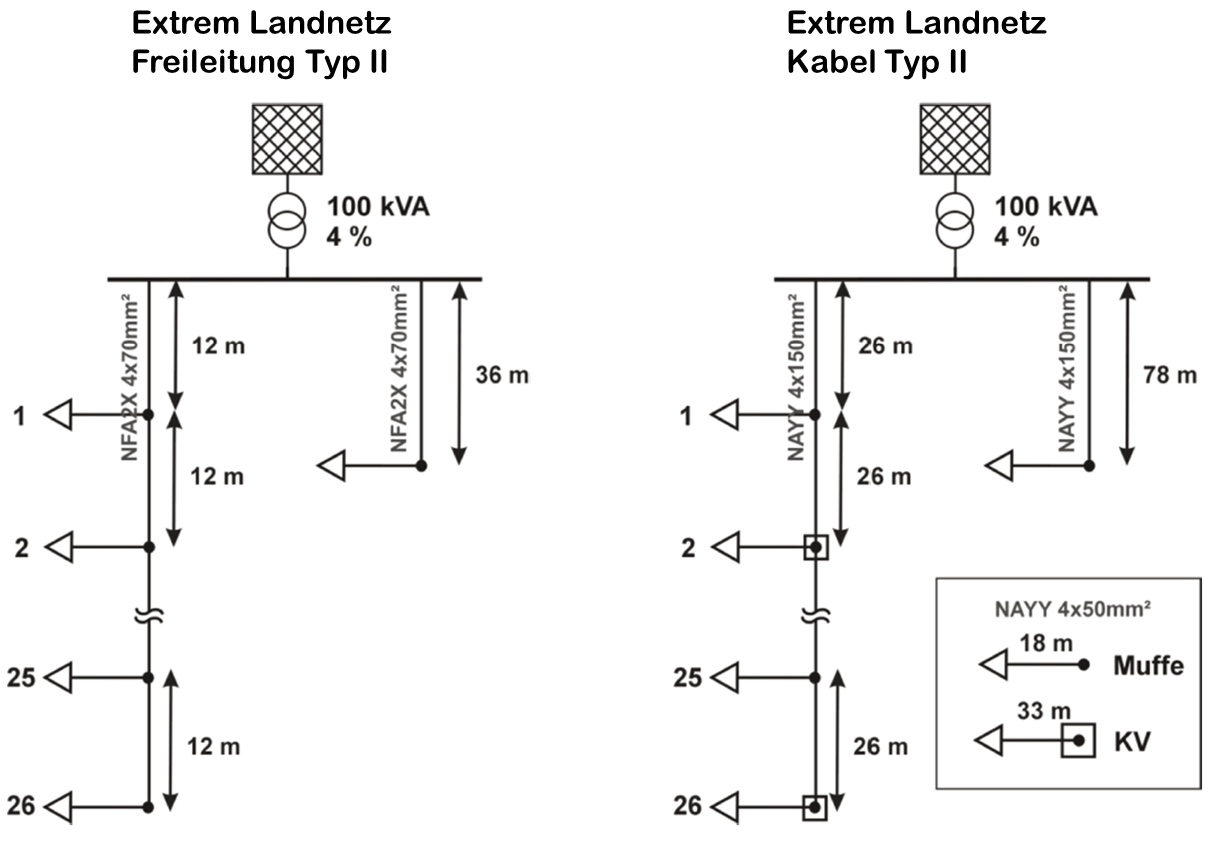 Extrem Landnetz
Freileitung Typ II
100 kVA
4 %
NFA2X 4x70mm²
12 m
NFA2X 4x70mm²
36 m
1
12 m
2
25
12 m
26
Extrem Landnetz
Kabel Typ II
100 kVA
4 %
NAYY 4x150mm²
26 m
NAYY 4x150mm²
78 m
1
26 m
2
25
26 m
26
NAYY 4x50mm²
18 m
Muffe
33 m
KV